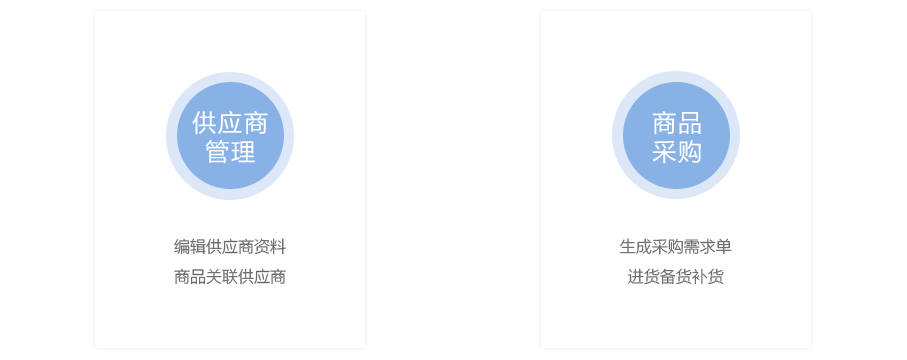 供应商
管理
编辑供应商资料
商品关联供应商
商品
采购
生成采购需求单
进货备货补货